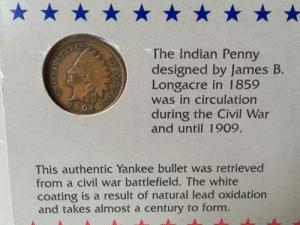 The Indian Penny
designed by James B.
Longacre in 1859
was in circulation
during the Civil War
and until 1909.
This authentic Yankee bullet was retrieved
from a civil war battlefield. The white
coating is a result of natural lead oxidation
and takes almost a century to form.